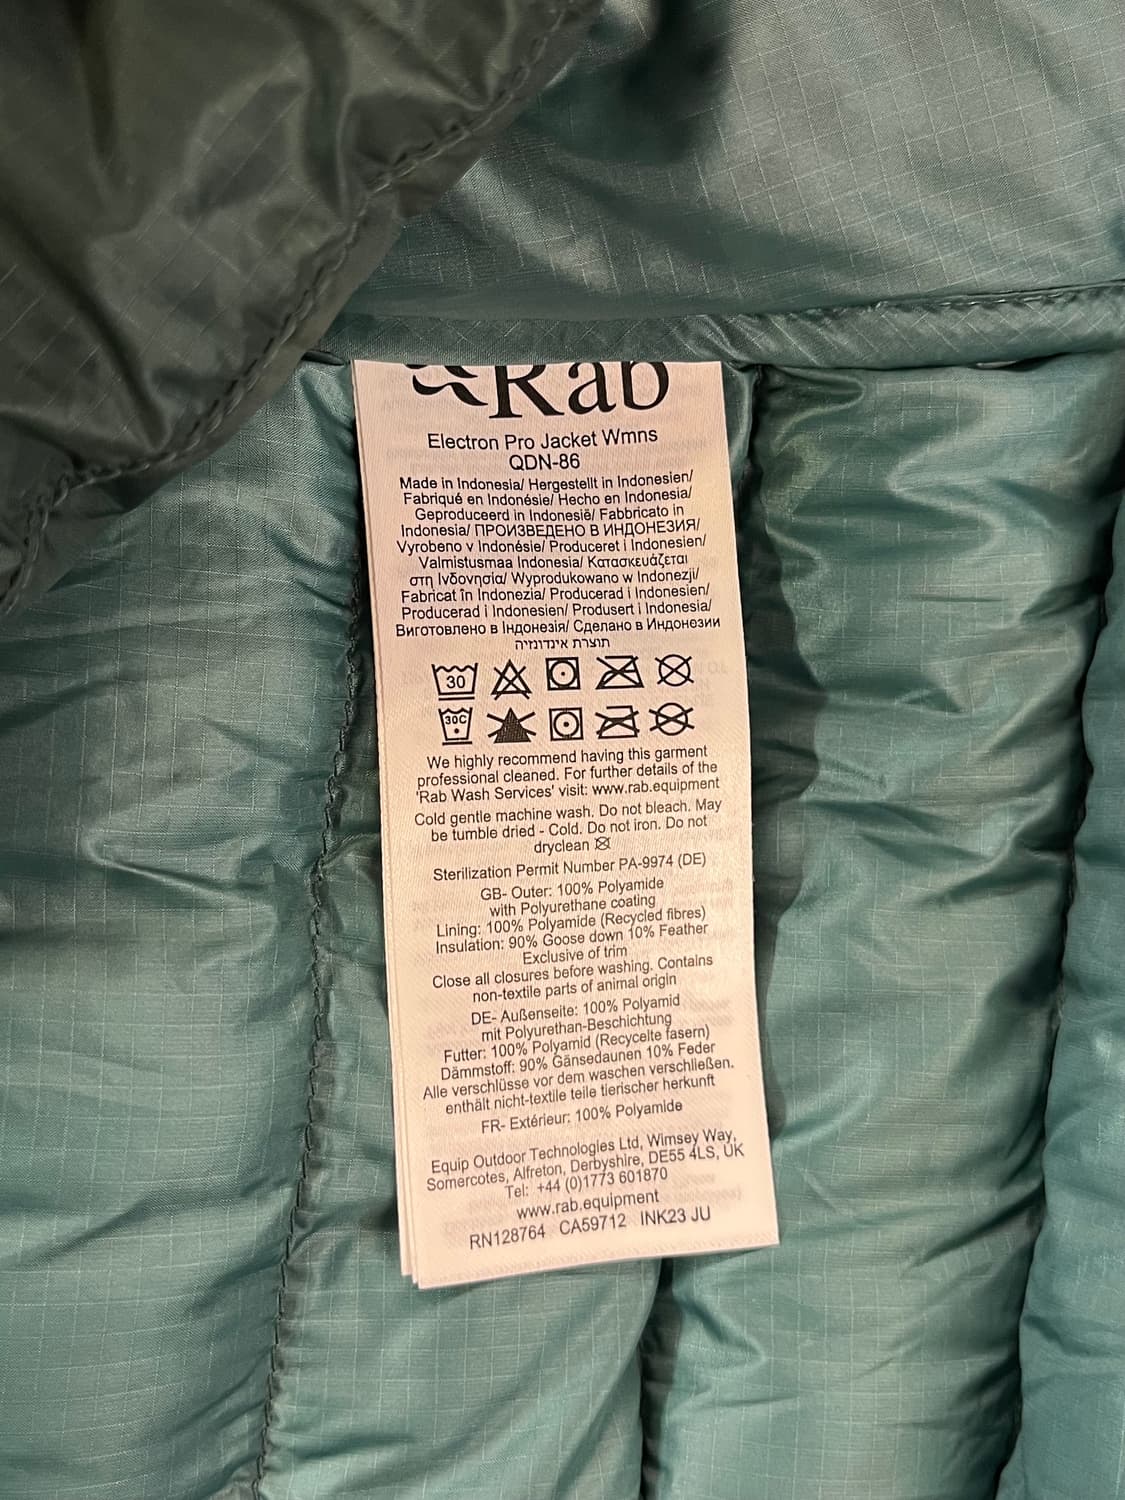 Rab
Electron Pro Jacket Wmns
QDN-86
Made in Indonesia/ Hergestellt in Indonesien/
Fabriqué en Indonésie/ Hecho en Indonesia/
Geproduceerd in Indonesië/ Fabbricato in
Indonesia/ ПРОИЗВЕДЕНО В ИНДОНЕЗИЯ/
Vyrobeno v Indonésie/ Produceret i Indonesien/
Valmistusmaa Indonesia/ Κατασκευάζεται
στη Ινδονησία/ Wyprodukowano w Indonezji/
Fabricat în Indonezia/ Producerad i Indonesien/
Producerad i Indonesien/ Produsert i Indonesia/
Виготовлено в Індонезія/ Сделано в Индонезии
תוצרת אינדונזיה
30
30C
We highly recommend having this garment
professional cleaned. For further details of the
'Rab Wash Services' visit: www.rab.equipment
Cold gentle machine wash. Do not bleach. May
be tumble dried - Cold. Do not iron. Do not
dryclean
Sterilization Permit Number PA-9974 (DE)
GB- Outer: 100% Polyamide
with Polyurethane coating
Lining: 100% Polyamide (Recycled fibres)
Insulation: 90% Goose down 10% Feather
Exclusive of trim
Close all closures before washing. Contains
non-textile parts of animal origin
DE- Außenseite: 100% Polyamid
mit Polyurethan-Beschichtung
Futter: 100% Polyamid (Recycelte fasern)
Dämmstoff: 90% Gänsedaunen 10% Feder
Alle verschlüsse vor dem waschen verschließen.
enthält nicht-textile teile tierischer herkunft
FR- Extérieur: 100% Polyamide
Equip Outdoor Technologies Ltd, Wimsey Way,
Somercotes, Alfreton, Derbyshire, DE55 4LS, UK
Tel: +44 (0)1773 601870
www.rab.equipment
RN128764 CA59712 INK23 JU